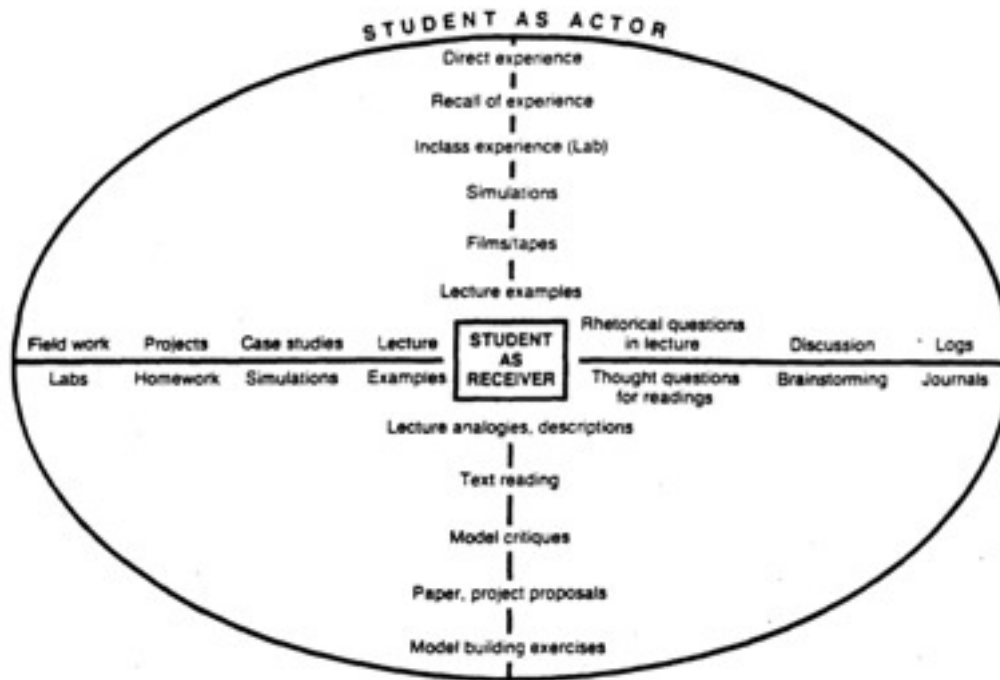 STUDENT AS ACTOR
Direct experience
Recall of experience
Inclass experience (Lab)
Simulations
Films/tapes
Lecture examples
Field work
Projects
Case studies
Lecture
Labs
Homework
Simulations
Examples
STUDENT
AS
RECEIVER
Rhetorical questions
in lecture
Discussion
Logs
Thought questions
for readings
Brainstorming
Journals
Lecture analogies, descriptions
Text reading
Model critiques
Paper, project proposals
Model building exercises